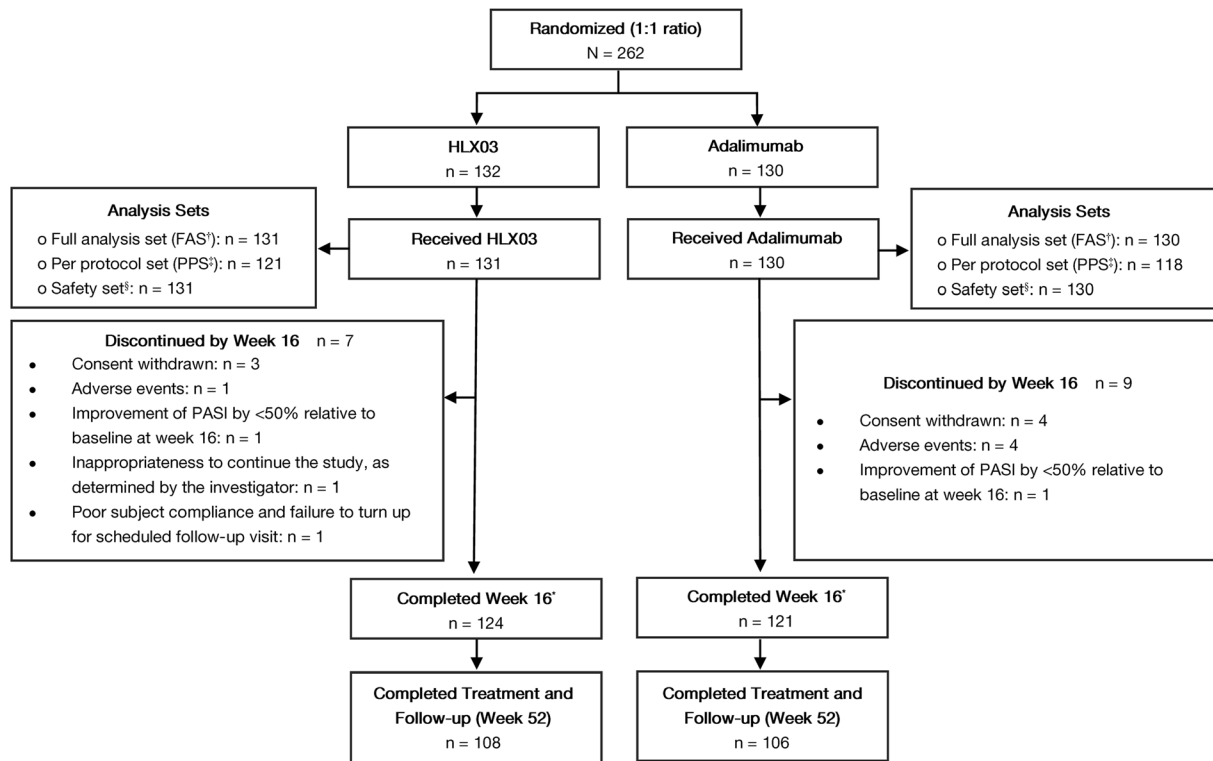 Randomized (1:1 ratio)
N = 262
HLX03
n = 132
Adalimumab
n = 130
Analysis Sets
o Full analysis set (FAS†): n = 131
o Per protocol set (PPS‡): n = 121
o Safety set§: n = 131
Received HLX03
n = 131
Received Adalimumab
n = 130
Analysis Sets
o Full analysis set (FAS†): n = 130
o Per protocol set (PPS‡): n = 118
o Safety set§: n = 130
Discontinued by Week 16 n = 7
• Consent withdrawn: n = 3
• Adverse events: n = 1
• Improvement of PASI by <50% relative to
baseline at week 16: n = 1
• Inappropriateness to continue the study, as
determined by the investigator: n = 1
• Poor subject compliance and failure to turn up
for scheduled follow-up visit: n = 1
Discontinued by Week 16 n = 9
• Consent withdrawn: n = 4
• Adverse events: n = 4
• Improvement of PASI by <50% relative to
baseline at week 16: n = 1
Completed Week 16*
n = 124
Completed Week 16*
n = 121
Completed Treatment and
Follow-up (Week 52)
n = 108
Completed Treatment and
Follow-up (Week 52)
n = 106